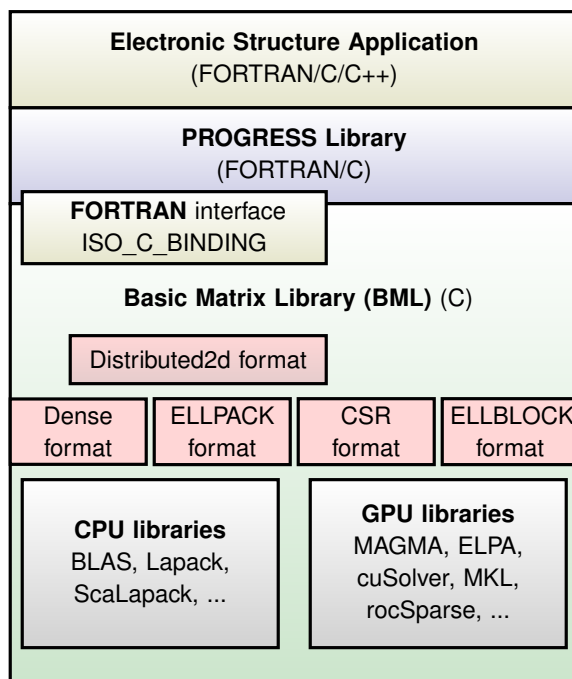 Electronic Structure Application
(FORTRAN/C/C++)
PROGRESS Library
(FORTRAN/C)
FORTRAN interface
ISO_C_BINDING
Basic Matrix Library (BML) (C)
Distributed2d format
Dense
format
ELLPACK
format
CSR
format
ELLBLOCK
format
CPU libraries
BLAS, Lapack,
ScaLapack, ...
GPU libraries
MAGMA, ELPA,
cuSolver, MKL,
rocSparse, ...